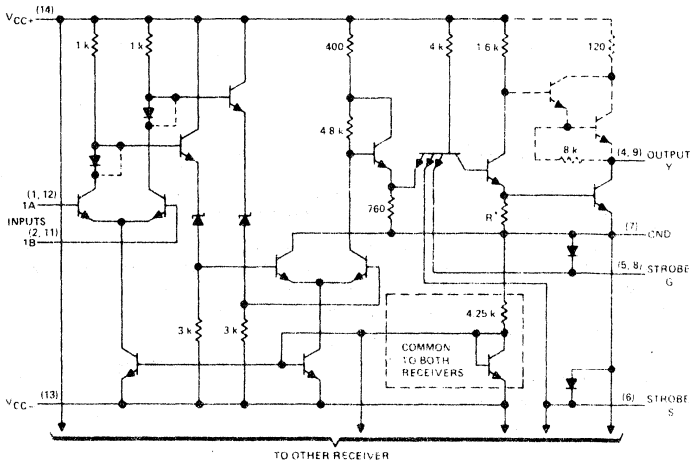 VCC+ (14)
1 k
1 k
400
4 k
1 6 k
120
4.8 k
8 k
(4, 9) OUTPUT
Y
(1, 12)
1A
INPUTS
(2, 11)
1B
760
R*
(7)
GND
(5, 8) STROBE
G
3 k
3 k
4.25 k
COMMON
TO BOTH
RECEIVERS
VCC- (13)
(6) STROBE
S
TO OTHER RECEIVER